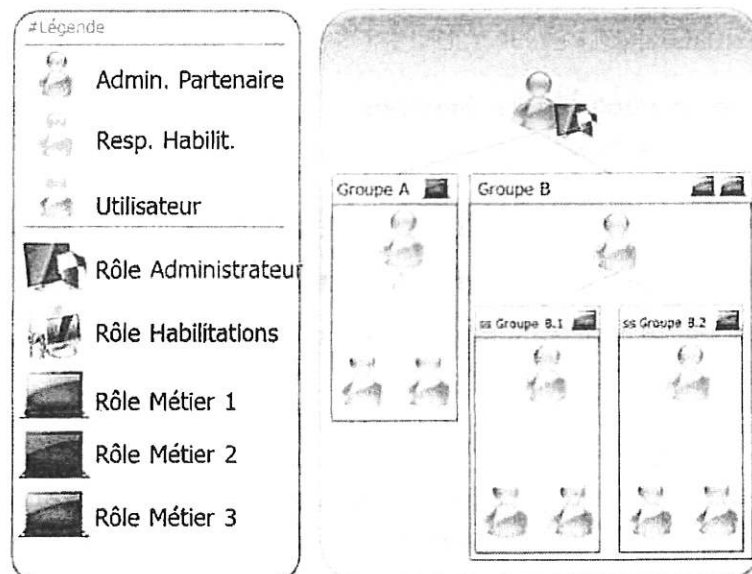 #Légende
Admin. Partenaire
Resp. Habilit.
Utilisateur
Rôle Administrateur
Rôle Habilitations
Rôle Métier 1
Rôle Métier 2
Rôle Métier 3
Groupe A
Groupe B
ss Groupe B.1
ss Groupe B.2